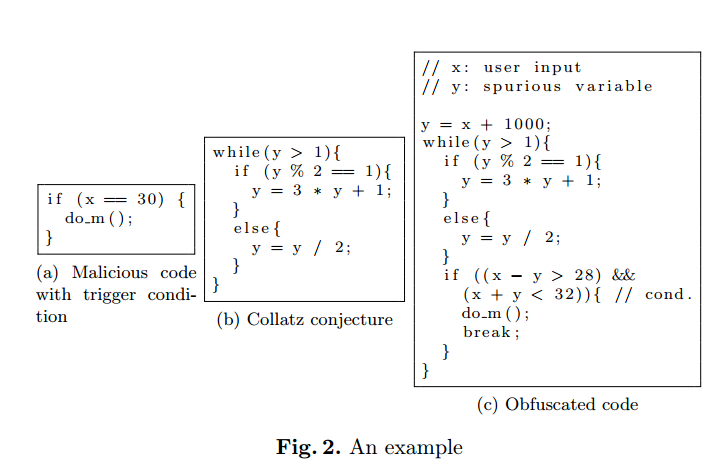 if (x == 30) {
do_m();
}
(a) Malicious code
with trigger condi-
tion
while(y > 1){
if (y % 2 == 1){
y = 3 * y + 1;
}
else{
y = y / 2;
}
}
(b) Collatz conjecture
// x: user input
// y: spurious variable
y = x + 1000;
while(y > 1){
if (y % 2 == 1){
y = 3 * y + 1;
}
else{
y = y / 2;
}
if ((x - y > 28) &&
(x + y < 32)){ // cond.
do_m();
break;
}
}
(c) Obfuscated code
Fig. 2. An example